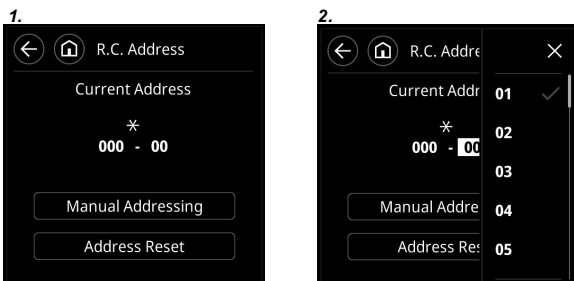 1.
R.C. Address
Current Address
*
000 - 00
Manual Addressing
Address Reset
2.
R.C. Addre
Current Addr
*
000 - 00
Manual Addre
Address Res
01
02
03
04
05